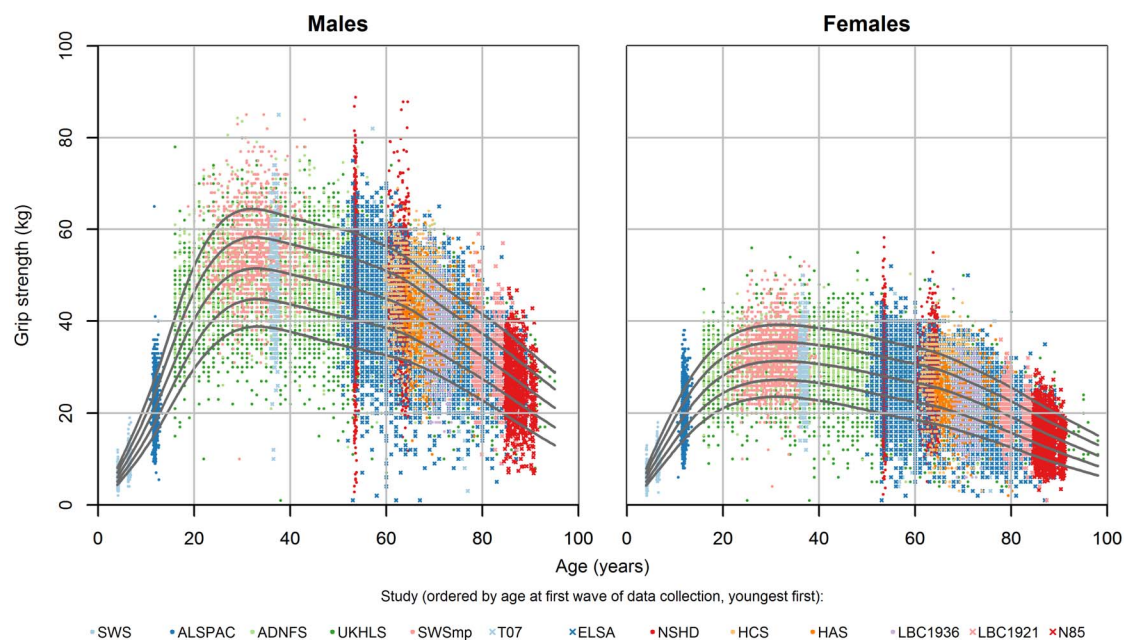 Males
Females
100
80
60
40
20
0
Grip strength (kg)
0 20 40 60 80 100
0 20 40 60 80 100
Age (years)
Study (ordered by age at first wave of data collection, youngest first):
SWS ALSPAC ADNFS UKHLS SWSmp T07 ELSA NSHD HCS HAS LBC1936 LBC1921 N85